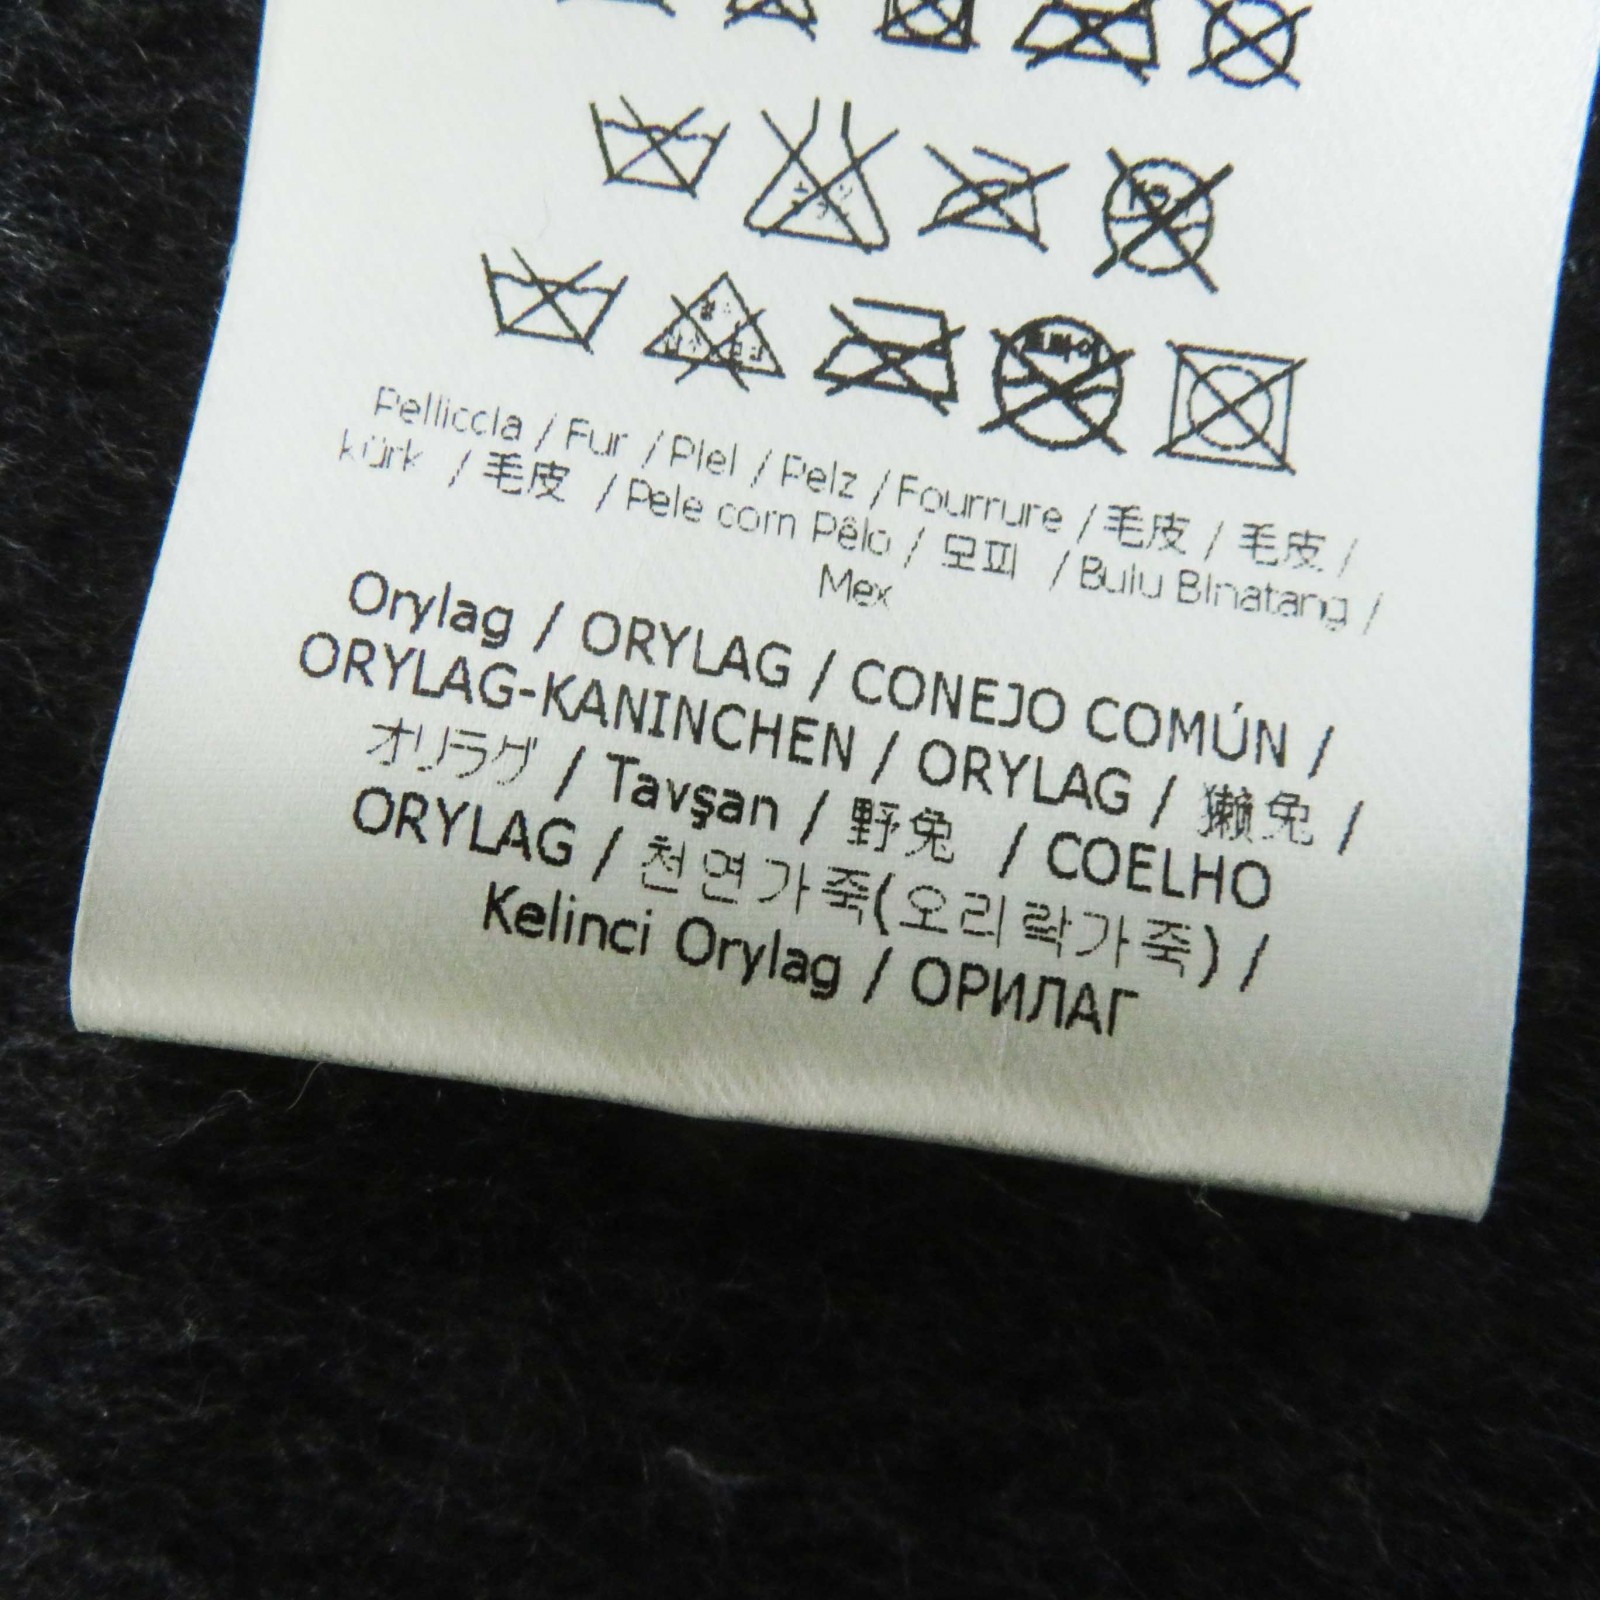 Pelliccia / Fur / Piel / Pelz / Fourrure / 毛皮 / 毛皮 /
kürk / 毛皮 / Pele com Pêlo / 모피 / Bulu Binatang /
Mex
Orylag / ORYLAG / CONEJO COMÚN /
ORYLAG-KANINCHEN / ORYLAG / 獭兔 /
オリラグ / Tavşan / 野兔 / COELHO
ORYLAG / 천연가죽(오리락가죽) /
Kelinci Orylag / ОРИЛАГ